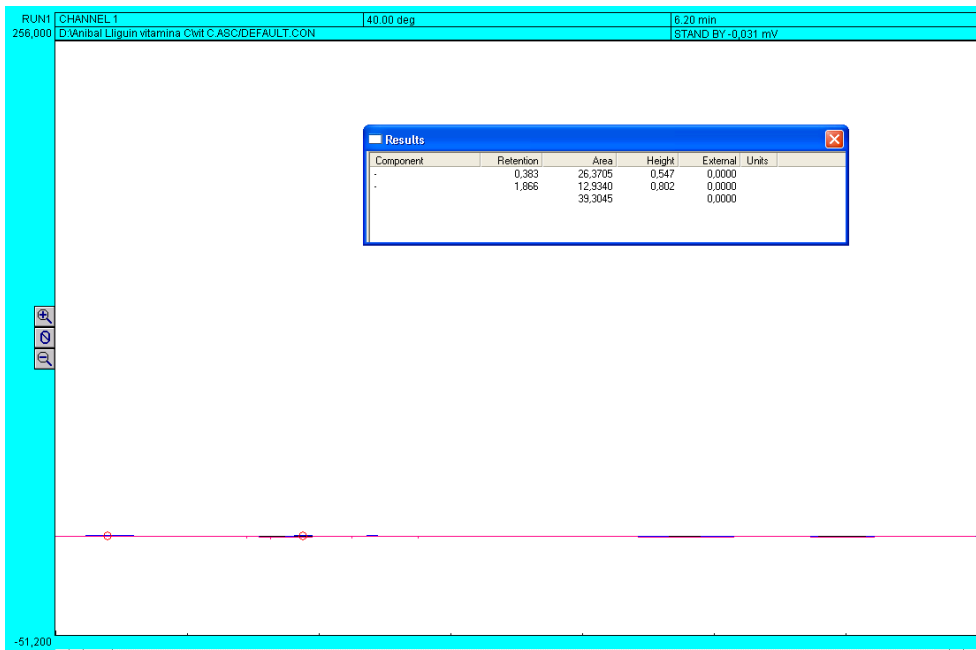 RUN1 CHANNEL 1 40.00 deg 6.20 min
256,000 D:\Anibal Lliguin vitamina C\vit C.ASC/DEFAULT.CON STAND BY -0,031 mV
Results
Component Retention Area Height External Units
- 0,383 26,3705 0,547 0,0000
- 1,866 12,9340 0,802 0,0000
39,3045 0,0000
-51,200